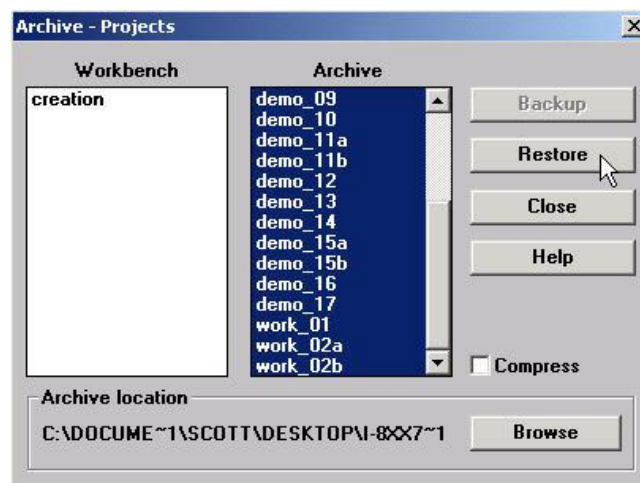 Archive - Projects
Workbench
creation
Archive
demo_09
demo_10
demo_11a
demo_11b
demo_12
demo_13
demo_14
demo_15a
demo_15b
demo_16
demo_17
work_01
work_02a
work_02b
Backup
Restore
Close
Help
Compress
Archive location
C:\DOCUME~1\SCOTT\DESKTOP\I-8XX7~1
Browse